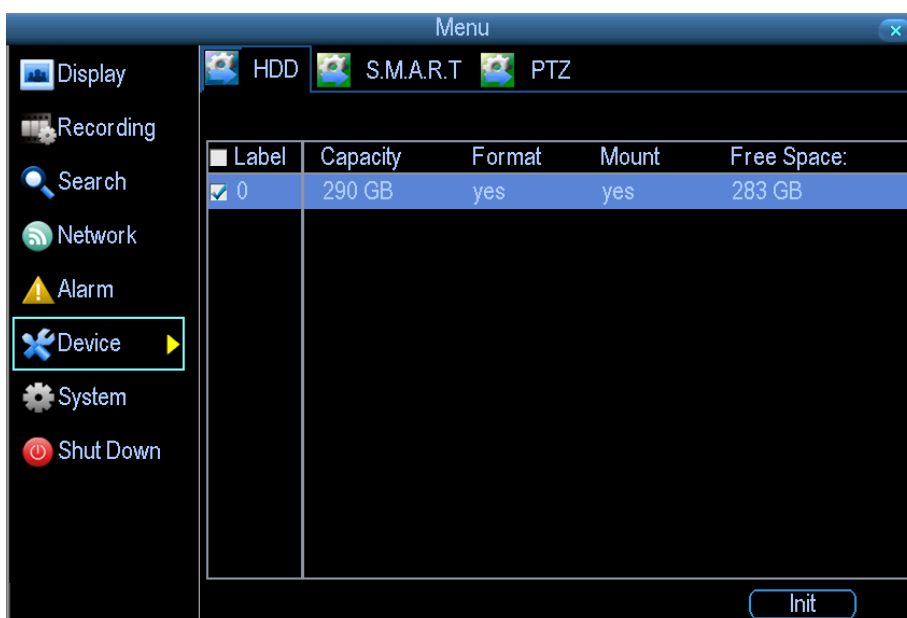 Menu
Display
Recording
Search
Network
Alarm
Device
System
Shut Down
HDD S.M.A.R.T PTZ
Label Capacity Format Mount Free Space:
0 290 GB yes yes 283 GB
Init